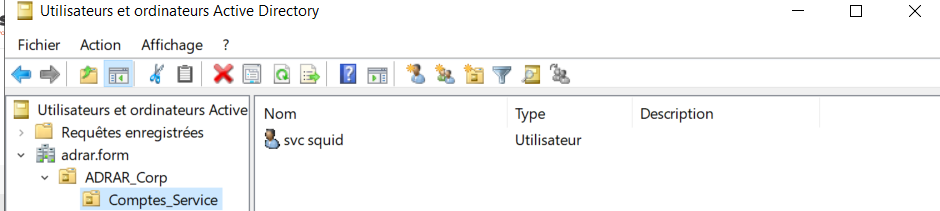 Utilisateurs et ordinateurs Active Directory
Fichier Action Affichage ?
Utilisateurs et ordinateurs Active
Requêtes enregistrées
adrar.form
ADRAR_Corp
Comptes_Service
Nom Type Description
svc squid Utilisateur